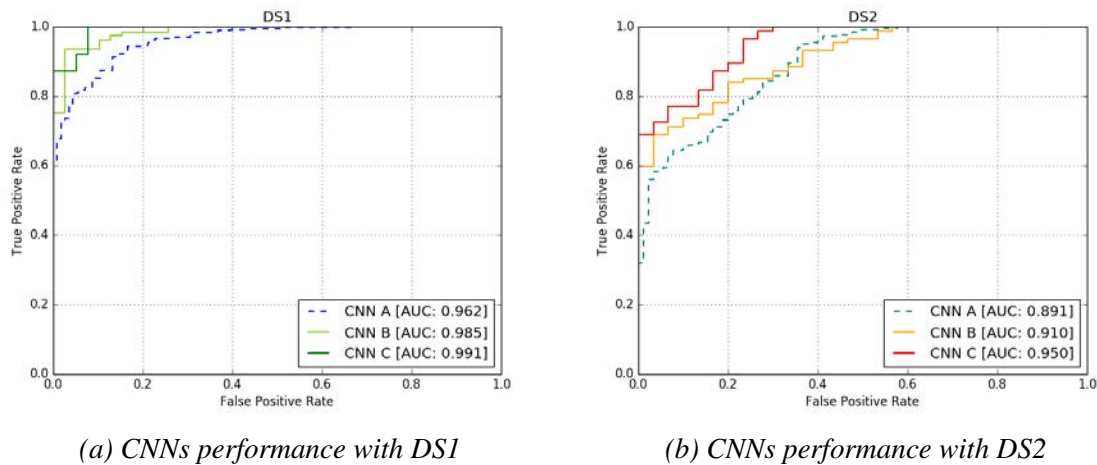 DS1
1.0
0.8
0.6
0.4
0.2
0.0
True Positive Rate
0.0 0.2 0.4 0.6 0.8 1.0
False Positive Rate
CNN A [AUC: 0.962]
CNN B [AUC: 0.985]
CNN C [AUC: 0.991]
(a) CNNs performance with DS1
DS2
1.0
0.8
0.6
0.4
0.2
0.0
True Positive Rate
0.0 0.2 0.4 0.6 0.8 1.0
False Positive Rate
CNN A [AUC: 0.891]
CNN B [AUC: 0.910]
CNN C [AUC: 0.950]
(b) CNNs performance with DS2